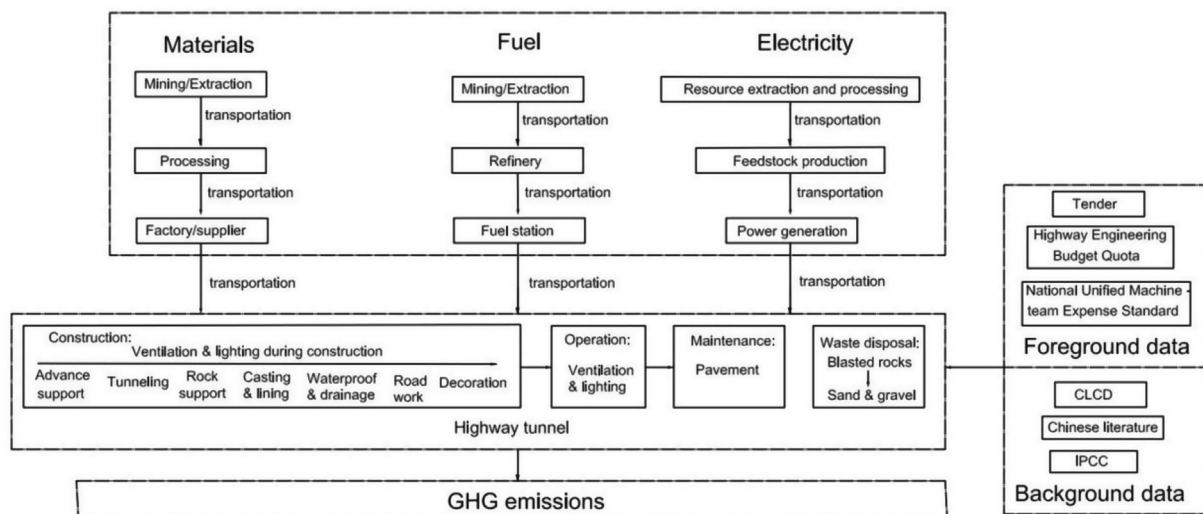 Materials
Fuel
Electricity
Mining/Extraction
Mining/Extraction
Resource extraction and processing
transportation
transportation
transportation
Processing
Refinery
Feedstock production
transportation
transportation
transportation
Factory/supplier
Fuel station
Power generation
transportation
transportation
transportation
Construction:
Ventilation & lighting during construction
Advance
support
Tunneling
Rock
support
Casting
& lining
Waterproof
& drainage
Road
work
Decoration
Operation:
Ventilation
& lighting
Maintenance:
Pavement
Waste disposal:
Blasted rocks
Sand & gravel
Highway tunnel
GHG emissions
Tender
Highway Engineering
Budget Quota
National Unified Machine -
team Expense Standard
Foreground data
CLCD
Chinese literature
IPCC
Background data